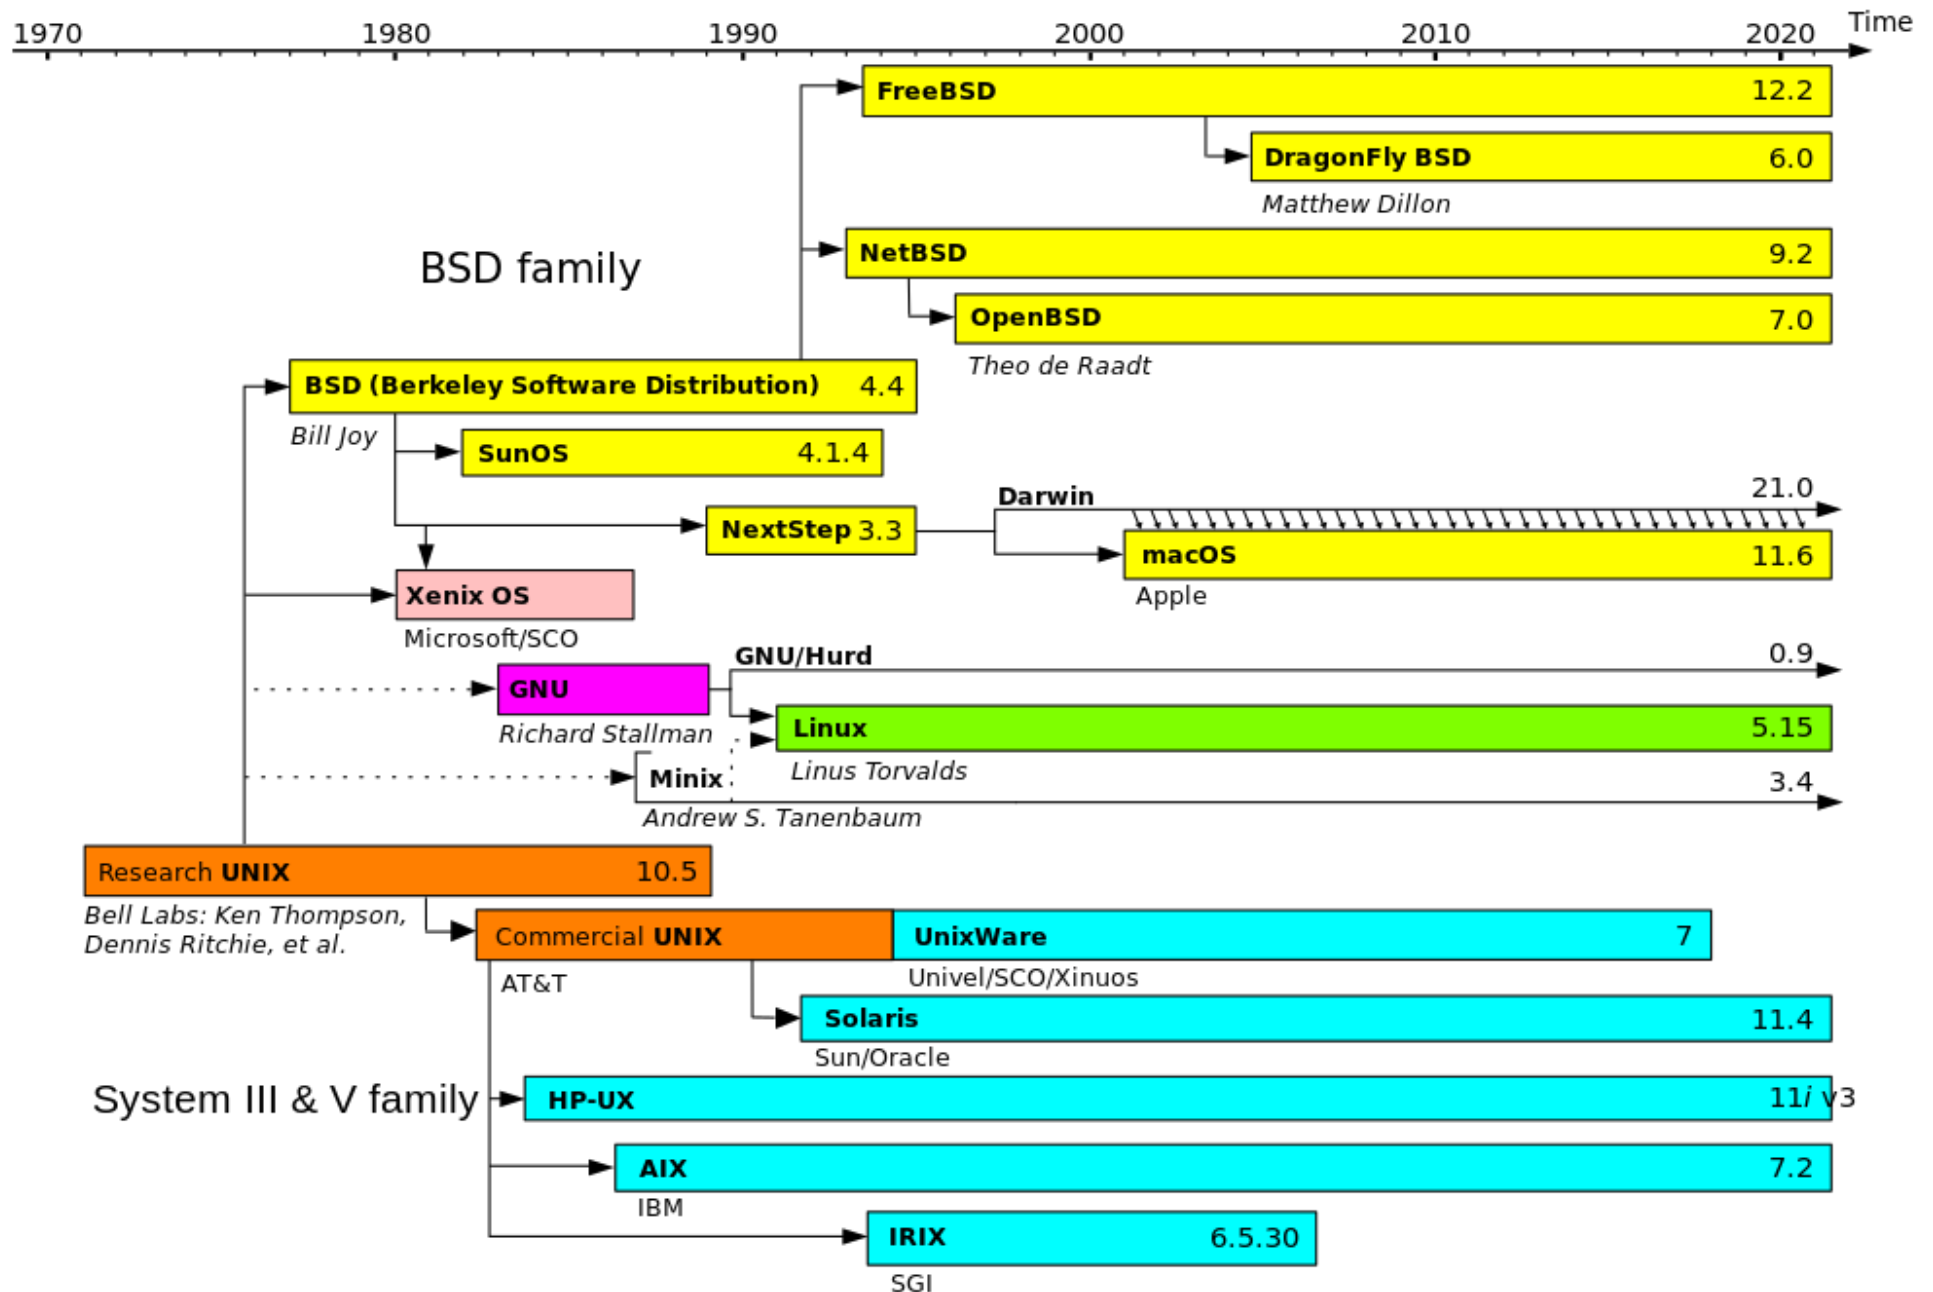 1970 1980 1990 2000 2010 2020 Time
FreeBSD 12.2
DragonFly BSD 6.0
Matthew Dillon
BSD family
NetBSD 9.2
OpenBSD 7.0
Theo de Raadt
BSD (Berkeley Software Distribution) 4.4
Bill Joy
SunOS 4.1.4
Darwin 21.0
NextStep 3.3
macOS 11.6
Apple
Xenix OS
Microsoft/SCO
GNU/Hurd 0.9
GNU
Richard Stallman
Linux 5.15
Linus Torvalds
Minix 3.4
Andrew S. Tanenbaum
Research UNIX 10.5
Bell Labs: Ken Thompson,
Dennis Ritchie, et al.
Commercial UNIX UnixWare 7
AT&T
Univel/SCO/Xinuos
Solaris 11.4
Sun/Oracle
System III & V family
HP-UX 11i v3
AIX 7.2
IBM
IRIX 6.5.30
SGI